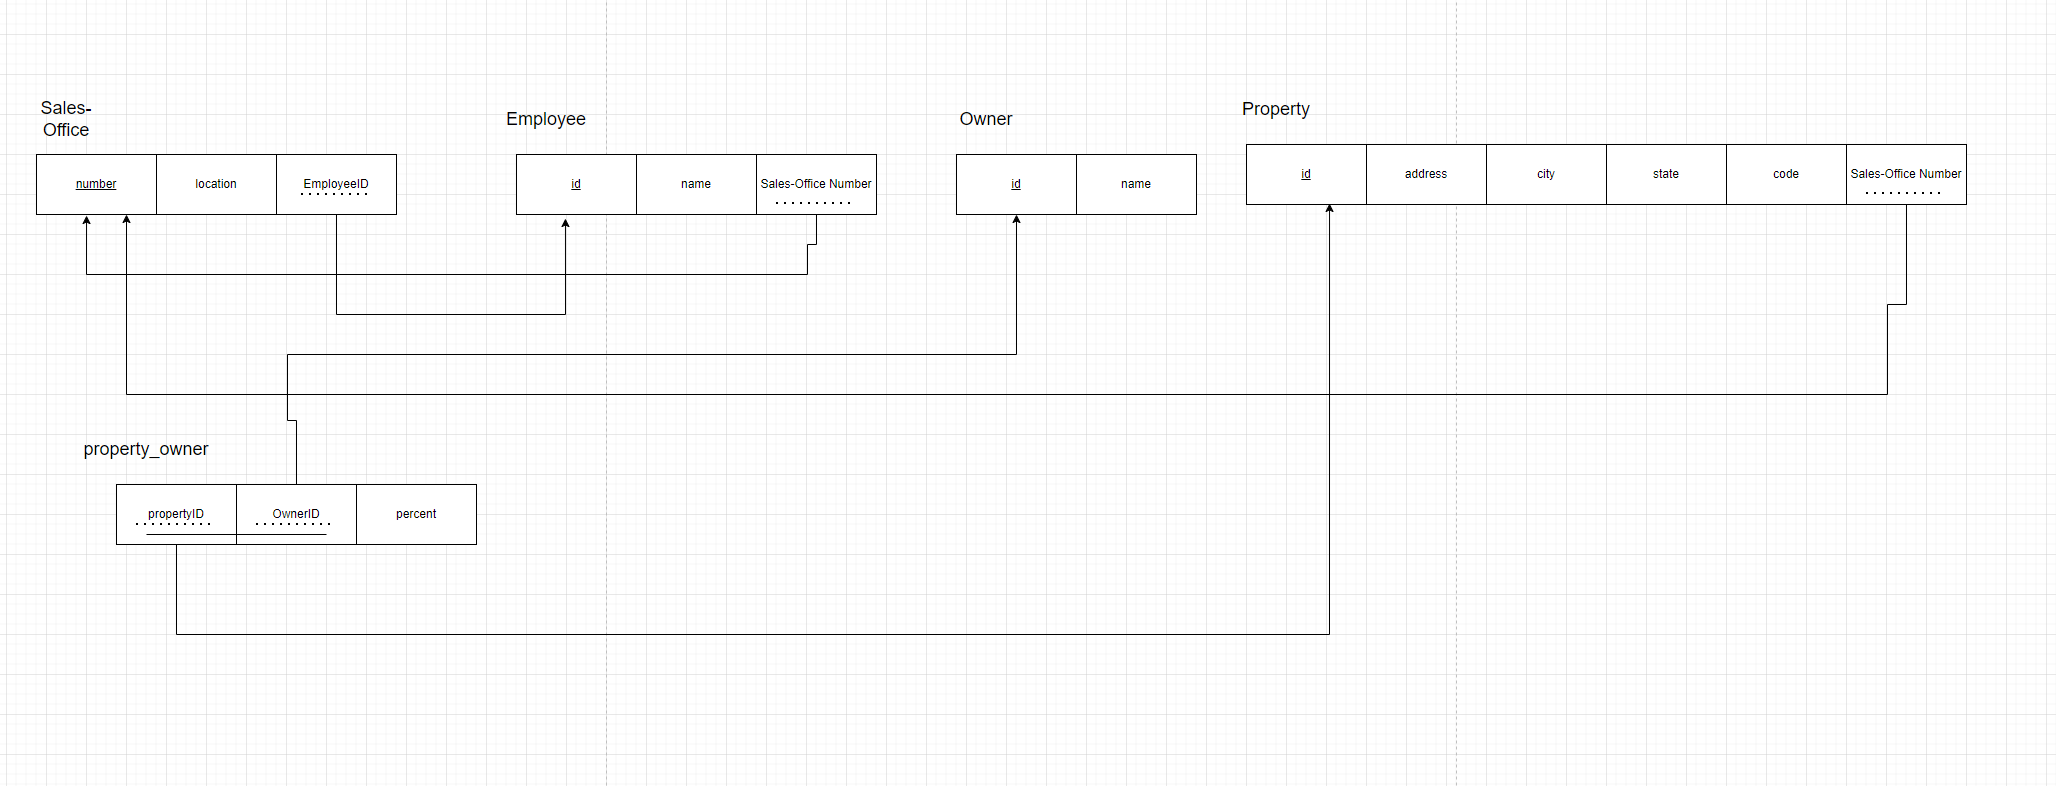 Sales-
Office
number location EmployeeID
Employee
id name Sales-Office Number
Owner
id name
Property
id address city state code Sales-Office Number
property_owner
propertyID OwnerID percent